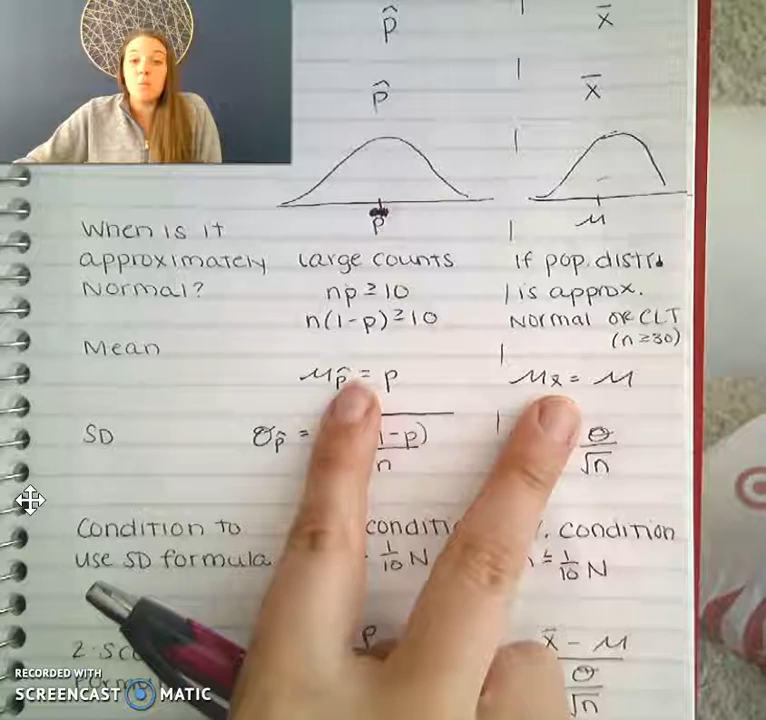 p̂ | x̄
p̂ | x̄
|
p μ
When is it |
approximately Large counts If pop. distr.
Normal? np ≥ 10 | is approx.
n(1-p) ≥ 10 Normal OR CLT
(n ≥ 30)
Mean |
μp̂ = p μx̄ = μ
SD σp̂ = 1-p) | σ
n √n
Condition to condition
use SD formula 1/10 N ≤ 1/10 N
p x̄ - μ
σ
√n
RECORDED WITH
SCREENCAST MATIC